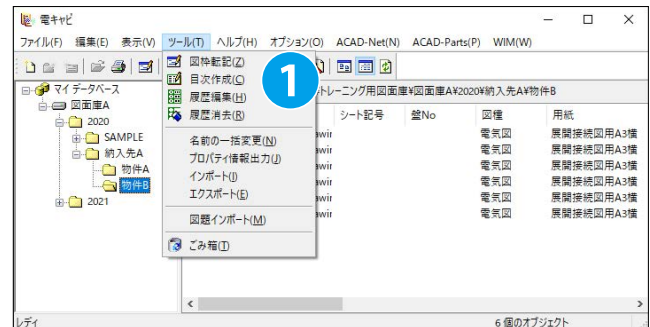 電キャビ
ファイル(F) 編集(E) 表示(V) ツール(T) ヘルプ(H) オプション(O) ACAD-Net(N) ACAD-Parts(P) WIM(W)
図枠転記(Z)
目次作成(C)
履歴編集(H)
履歴消去(R)
名前の一括変更(N)
プロパティ情報出力(J)
インポート(I)
エクスポート(E)
図題インポート(M)
ごみ箱(T)
1
マイ データベース
図面庫A
2020
SAMPLE
納入先A
物件A
物件B
2021
トレーニング用図面庫¥図面庫A¥2020¥納入先A¥物件B
シート記号 盤No 図種 用紙
awir 電気図 展開接続図用A3横
awir 電気図 展開接続図用A3横
awir 電気図 展開接続図用A3横
awir 電気図 展開接続図用A3横
awir 電気図 展開接続図用A3横
awir 電気図 展開接続図用A3横
レディ 6 個のオブジェクト